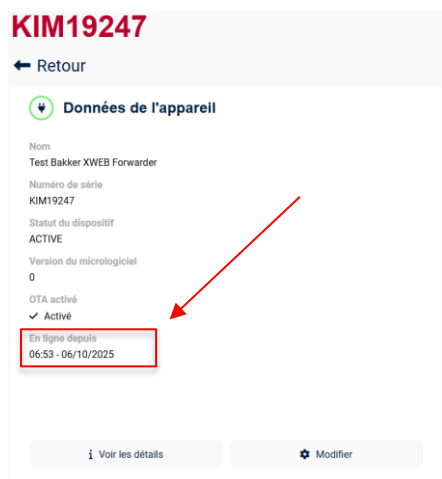 KIM19247
Retour
Données de l'appareil
Nom
Test Bakker XWEB Forwarder
Numéro de série
KIM19247
Statut du dispositif
ACTIVE
Version du micrologiciel
0
OTA activé
Activé
En ligne depuis
06:53 - 06/10/2025
Voir les détails
Modifier